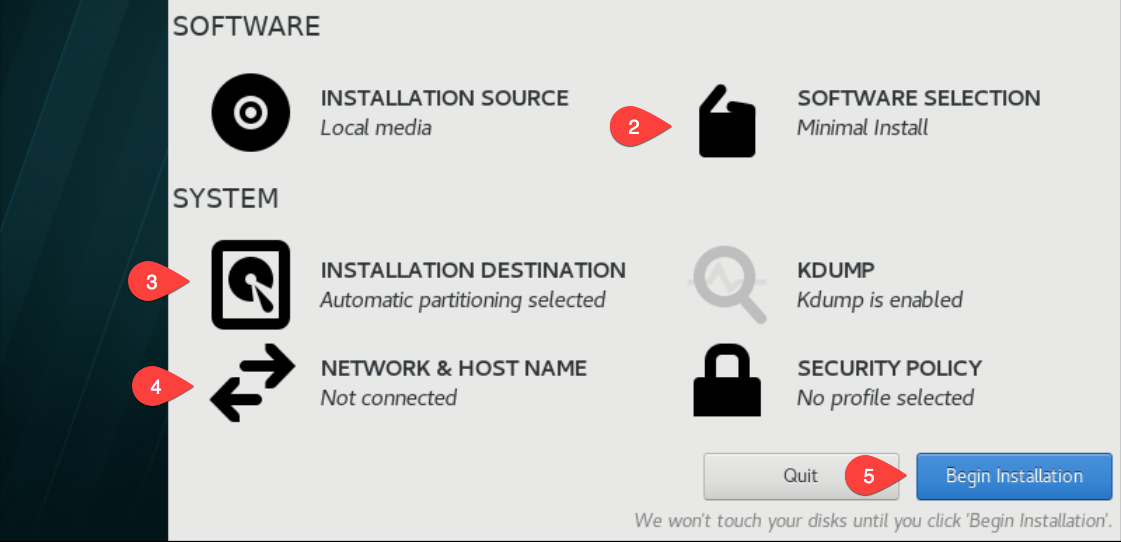 SOFTWARE
INSTALLATION SOURCE
Local media
2
SOFTWARE SELECTION
Minimal Install
SYSTEM
3
INSTALLATION DESTINATION
Automatic partitioning selected
KDUMP
Kdump is enabled
4
NETWORK & HOST NAME
Not connected
SECURITY POLICY
No profile selected
Quit
5
Begin Installation
We won't touch your disks until you click 'Begin Installation'.